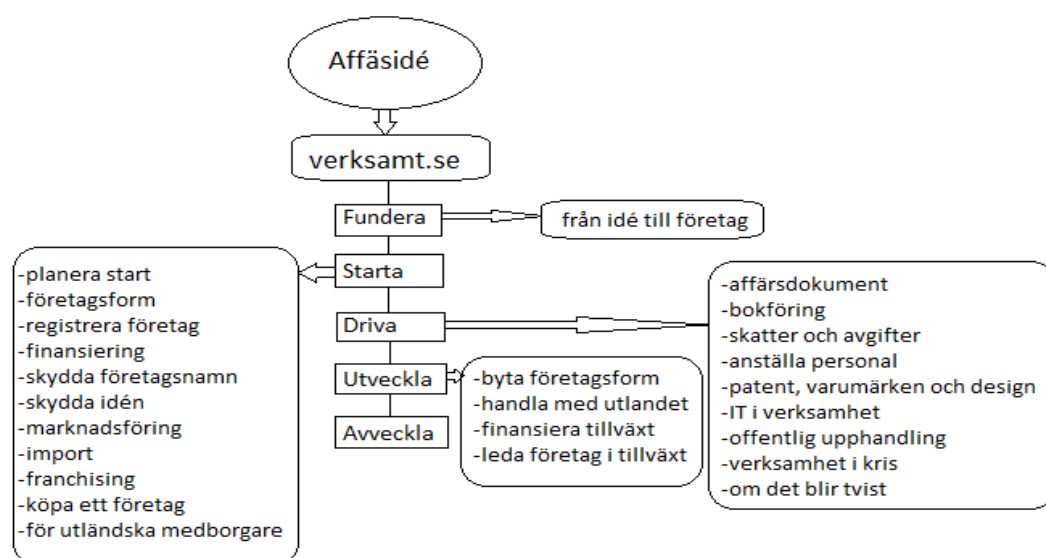 Affäsidé
verksamt.se
Fundera
från idé till företag
Starta
-planera start
-företagsform
-registrera företag
-finansiering
-skydda företagsnamn
-skydda idén
-marknadsföring
-import
-franchising
-köpa ett företag
-för utländska medborgare
Driva
-affärsdokument
-bokföring
-skatter och avgifter
-anställa personal
-patent, varumärken och design
-IT i verksamhet
-offentlig upphandling
-verksamhet i kris
-om det blir tvist
Utveckla
-byta företagsform
-handla med utlandet
-finansiera tillväxt
-leda företag i tillväxt
Avveckla